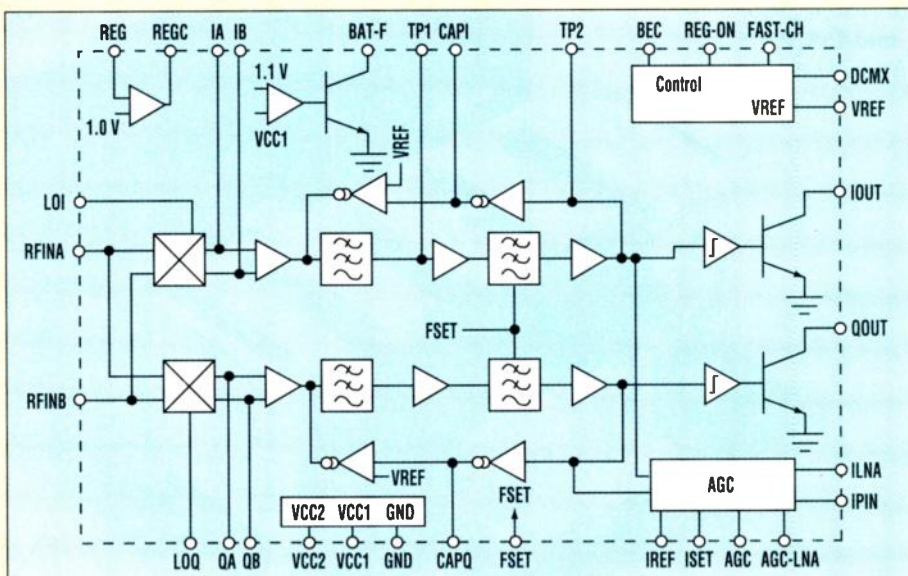 REG REGC IA IB BAT-F TP1 CAPI TP2 BEC REG-ON FAST-CH
1.1 V
Control
DCMX
1.0 V
VCC1
VREF
VREF
VREF
LOI
IOUT
RFINA
FSET
QOUT
RFINB
VREF
FSET
AGC
ILNA
VCC2 VCC1 GND
IPIN
LOQ QA QB VCC2 VCC1 GND CAPQ FSET IREF ISET AGC AGC-LNA